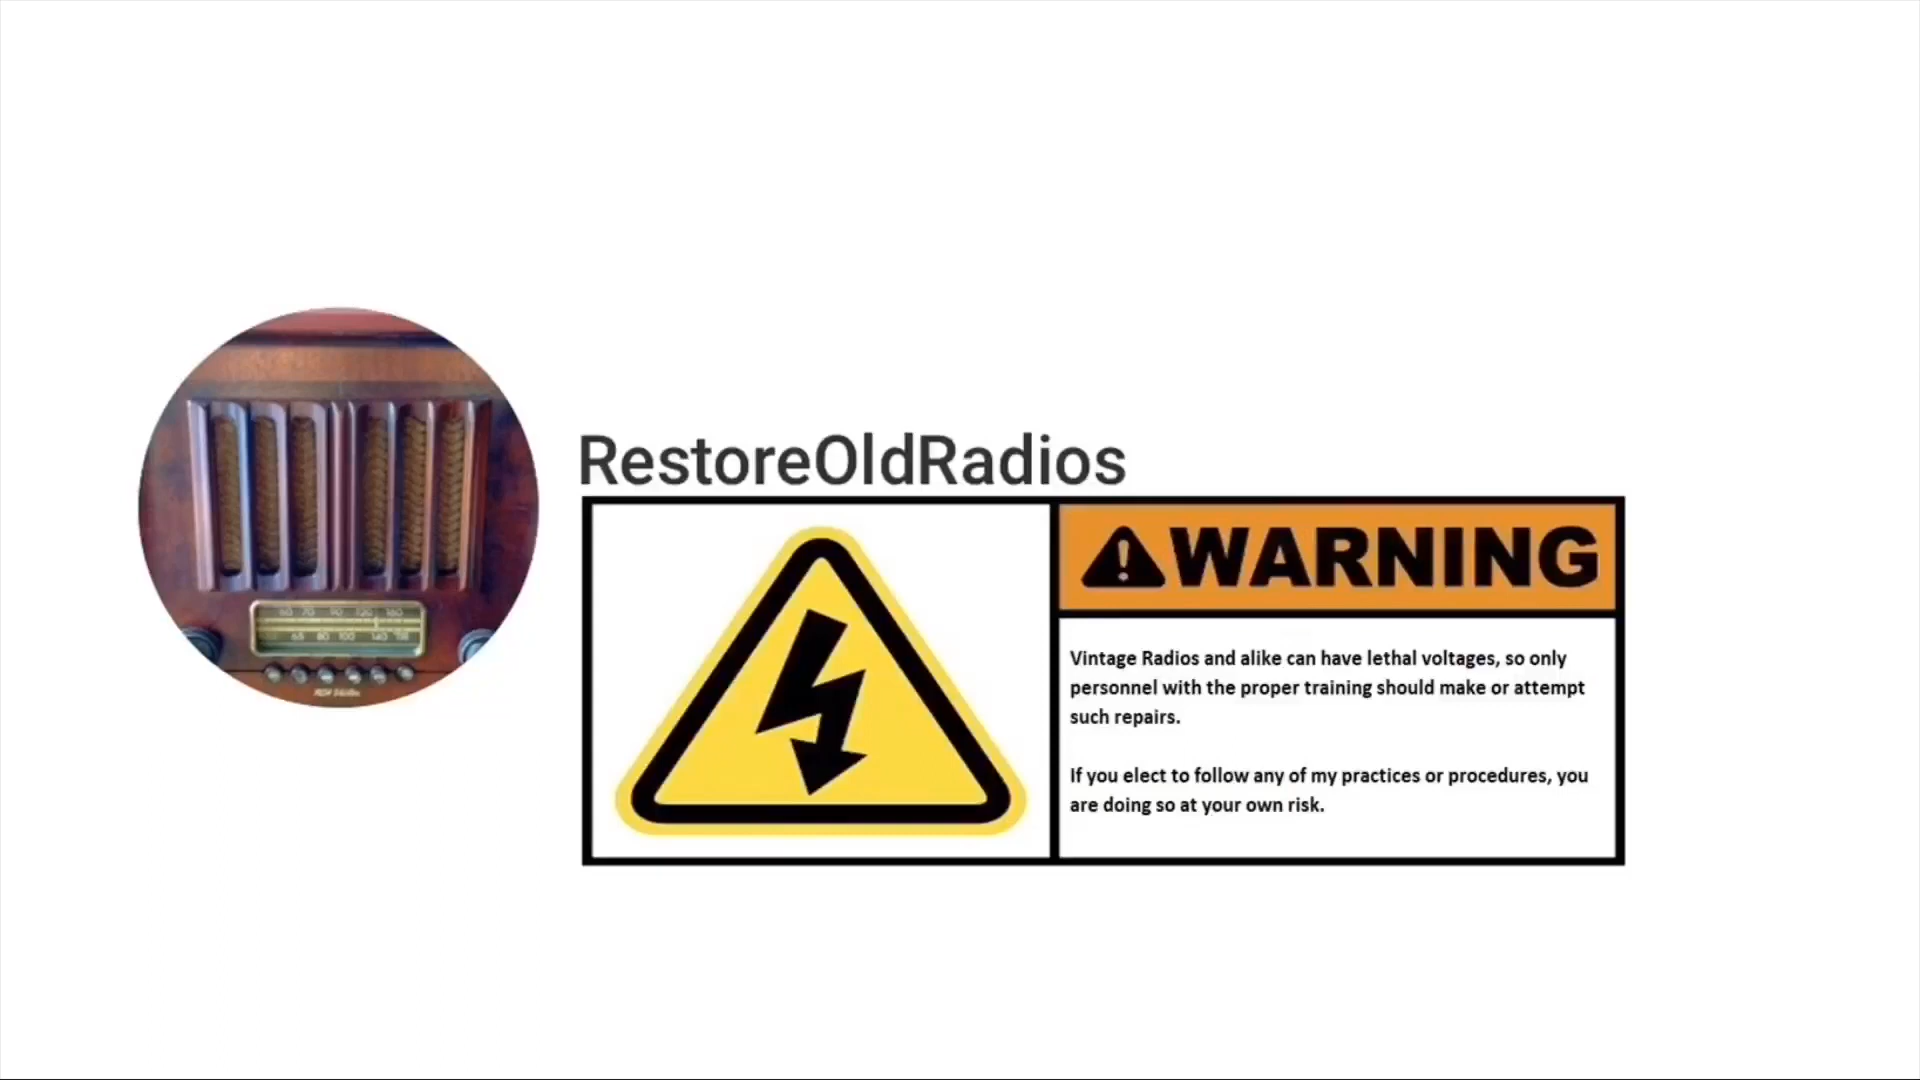 RestoreOldRadios
WARNING
Vintage Radios and alike can have lethal voltages, so only
personnel with the proper training should make or attempt
such repairs.
If you elect to follow any of my practices or procedures, you
are doing so at your own risk.